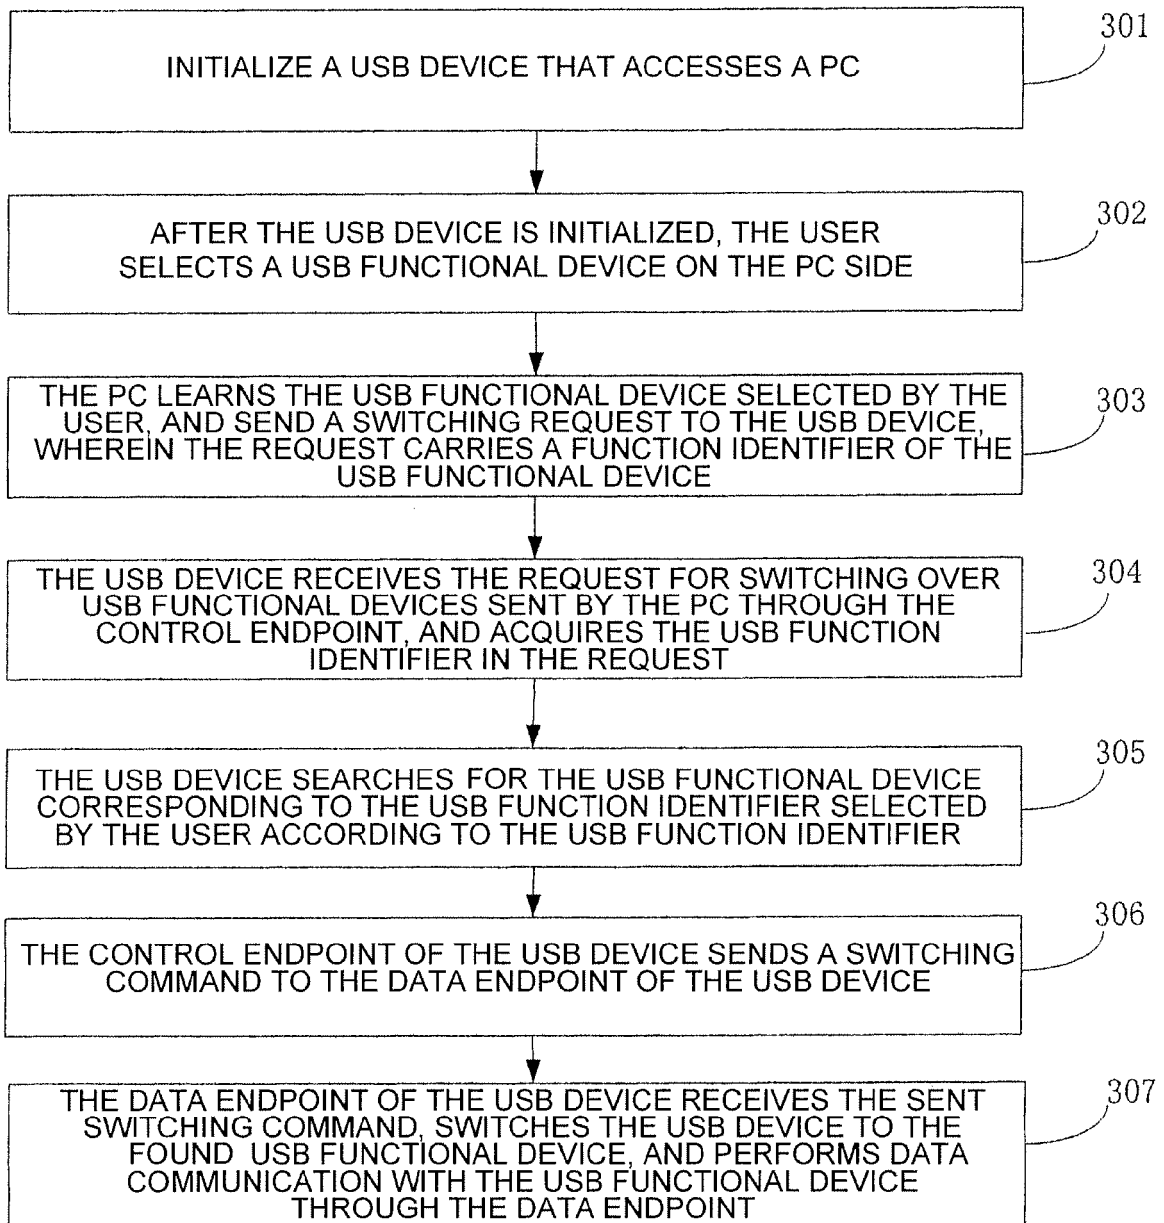 301
INITIALIZE A USB DEVICE THAT ACCESSES A PC
302
AFTER THE USB DEVICE IS INITIALIZED, THE USER
SELECTS A USB FUNCTIONAL DEVICE ON THE PC SIDE
303
THE PC LEARNS THE USB FUNCTIONAL DEVICE SELECTED BY THE
USER, AND SEND A SWITCHING REQUEST TO THE USB DEVICE,
WHEREIN THE REQUEST CARRIES A FUNCTION IDENTIFIER OF THE
USB FUNCTIONAL DEVICE
304
THE USB DEVICE RECEIVES THE REQUEST FOR SWITCHING OVER
USB FUNCTIONAL DEVICES SENT BY THE PC THROUGH THE
CONTROL ENDPOINT, AND ACQUIRES THE USB FUNCTION
IDENTIFIER IN THE REQUEST
305
THE USB DEVICE SEARCHES FOR THE USB FUNCTIONAL DEVICE
CORRESPONDING TO THE USB FUNCTION IDENTIFIER SELECTED
BY THE USER ACCORDING TO THE USB FUNCTION IDENTIFIER
306
THE CONTROL ENDPOINT OF THE USB DEVICE SENDS A SWITCHING
COMMAND TO THE DATA ENDPOINT OF THE USB DEVICE
307
THE DATA ENDPOINT OF THE USB DEVICE RECEIVES THE SENT
SWITCHING COMMAND, SWITCHES THE USB DEVICE TO THE
FOUND USB FUNCTIONAL DEVICE, AND PERFORMS DATA
COMMUNICATION WITH THE USB FUNCTIONAL DEVICE
THROUGH THE DATA ENDPOINT